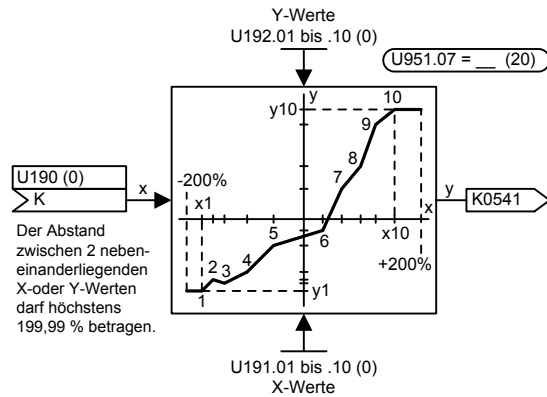 Y-Werte
U192.01 bis .10 (0)
U951.07 = __ (20)
y10
y
10
9
8
7
U190 (0)
K
x
-200%
x1
y
K0541
x
5
6
x10
+200%
2
3
4
1
y1
Der Abstand
zwischen 2 neben-
einanderliegenden
X-oder Y-Werten
darf höchstens
199,99 % betragen.
U191.01 bis .10 (0)
X-Werte